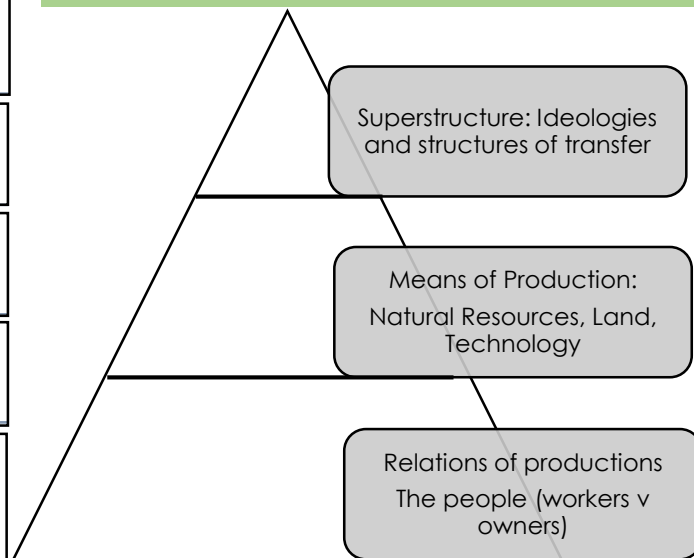 Superstructure: Ideologies
and structures of transfer
Means of Production:
Natural Resources, Land,
Technology
Relations of productions
The people (workers v
owners)